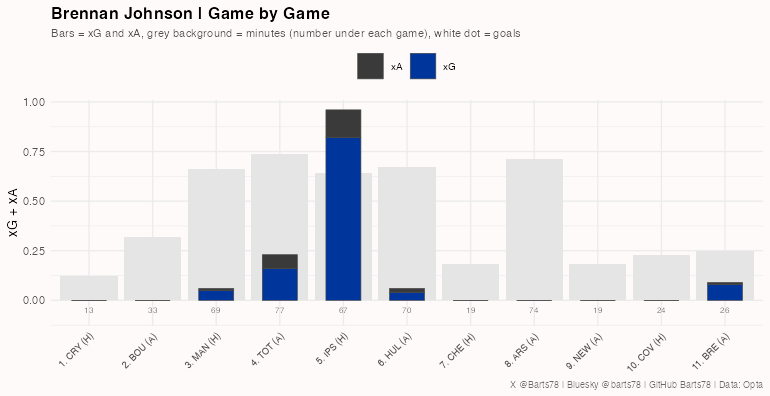 Brennan Johnson | Game by Game
Bars = xG and xA, grey background = minutes (number under each game), white dot = goals
xA xG
xG + xA
1.00
0.75
0.50
0.25
0.00
13 33 69 77 67 70 19 74 19 24 26
1. CRY (H)
2. BOU (A)
3. MAN (H)
4. TOT (A)
5. IPS (H)
6. HUL (A)
7. CHE (H)
8. ARS (A)
9. NEW (A)
10. COV (H)
11. BRE (A)
X @Barts78 | Bluesky @barts78 | GitHub Barts78 | Data: Opta